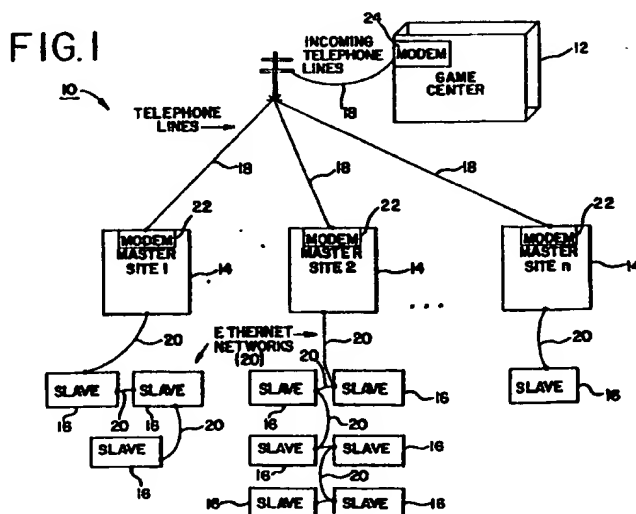 FIG. 1
10
24
INCOMING
TELEPHONE
LINES
MODEM
GAME
CENTER
12
18
TELEPHONE
LINES
18
18
18
22
MODEM
MASTER
SITE 1
14
22
MODEM
MASTER
SITE 2
14
...
22
MODEM
MASTER
SITE n
14
20
ETHERNET
NETWORKS
(20)
20
20
SLAVE
16
20
SLAVE
16
20
SLAVE
16
SLAVE
16
20
SLAVE
16
20
SLAVE
16
SLAVE
16
20
SLAVE
16
SLAVE
16
SLAVE
16